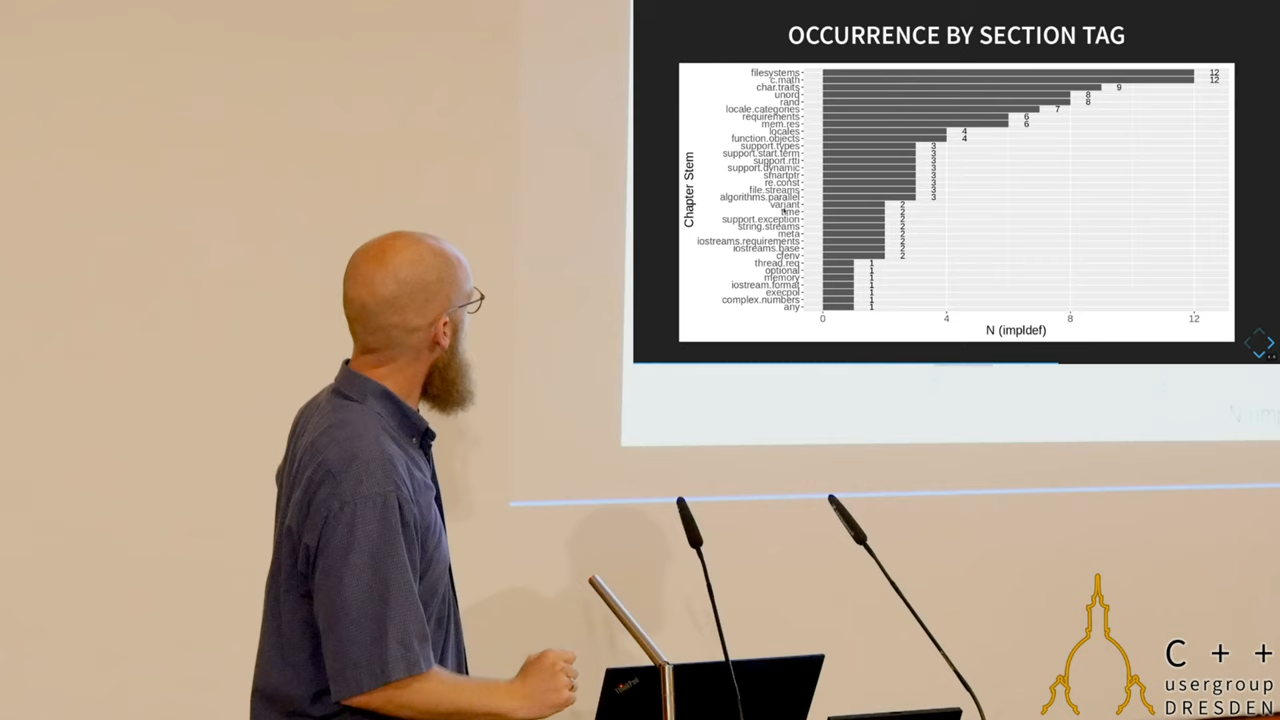 OCCURRENCE BY SECTION TAG
filesystems 12
c.math 12
char.traits 9
unord 8
rand 8
locale.categories 7
requirements 6
mem.res 6
locales 4
function.objects 4
support.types 3
support.start.term 3
support.rtti 3
support.dynamic 3
smartptr 3
re.const 3
file.streams 3
algorithms.parallel 3
variant 2
time 2
support.exception 2
string.streams 2
meta 2
iostreams.requirements 2
iostreams.base 2
cfenv 2
thread.req 1
optional 1
memory 1
iostream.format 1
execpol 1
complex.numbers 1
any 1
Chapter Stem
0 4 8 12
N (impldef)
ThinkPad
C + +
usergroup
DRESDEN